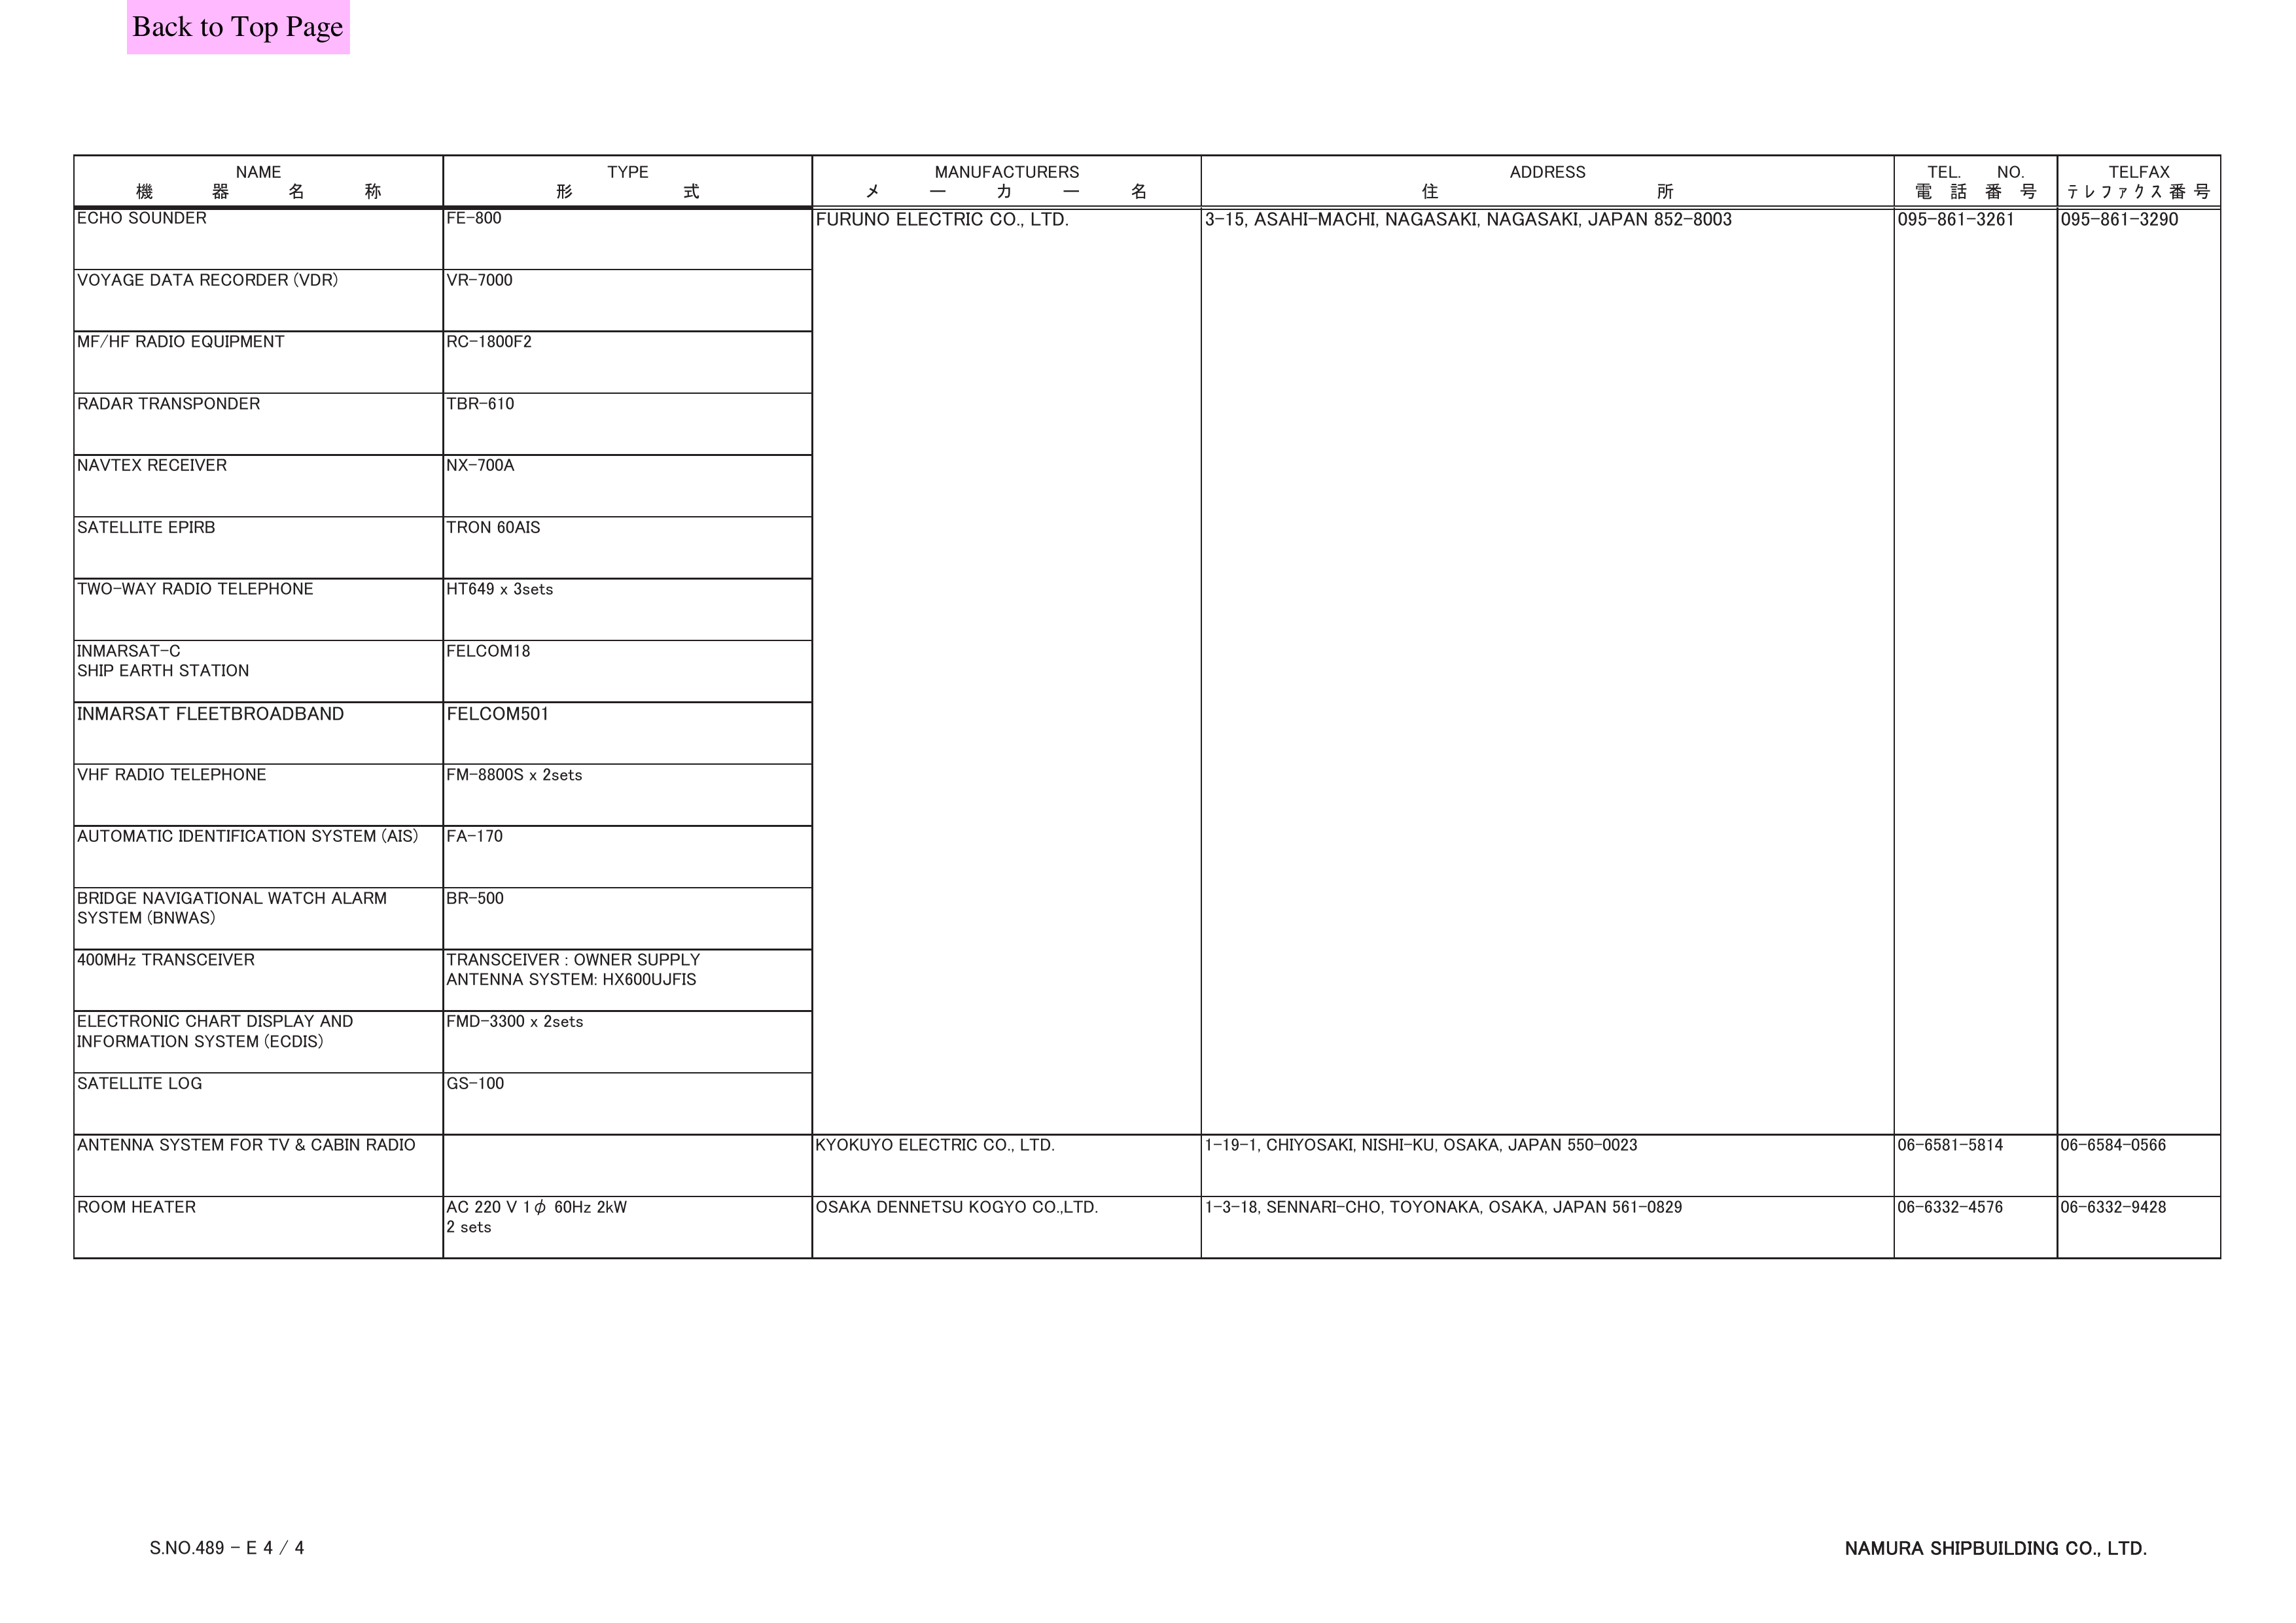 Back to Top Page
NAME TYPE MANUFACTURERS ADDRESS TEL. NO. TELFAX
機 器 名 称 形 式 メ ー カ ー 名 住 所 電 話 番 号 テレファクス番号
ECHO SOUNDER FE-800 FURUNO ELECTRIC CO., LTD. 3-15, ASAHI-MACHI, NAGASAKI, NAGASAKI, JAPAN 852-8003 095-861-3261 095-861-3290
VOYAGE DATA RECORDER (VDR) VR-7000
MF/HF RADIO EQUIPMENT RC-1800F2
RADAR TRANSPONDER TBR-610
NAVTEX RECEIVER NX-700A
SATELLITE EPIRB TRON 60AIS
TWO-WAY RADIO TELEPHONE HT649 x 3sets
INMARSAT-C FELCOM18
SHIP EARTH STATION
INMARSAT FLEETBROADBAND FELCOM501
VHF RADIO TELEPHONE FM-8800S x 2sets
AUTOMATIC IDENTIFICATION SYSTEM (AIS) FA-170
BRIDGE NAVIGATIONAL WATCH ALARM BR-500
SYSTEM (BNWAS)
400MHz TRANSCEIVER TRANSCEIVER : OWNER SUPPLY
ANTENNA SYSTEM: HX600UJFIS
ELECTRONIC CHART DISPLAY AND FMD-3300 x 2sets
INFORMATION SYSTEM (ECDIS)
SATELLITE LOG GS-100
ANTENNA SYSTEM FOR TV & CABIN RADIO KYOKUYO ELECTRIC CO., LTD. 1-19-1, CHIYOSAKI, NISHI-KU, OSAKA, JAPAN 550-0023 06-6581-5814 06-6584-0566
ROOM HEATER AC 220 V 1φ 60Hz 2kW OSAKA DENNETSU KOGYO CO.,LTD. 1-3-18, SENNARI-CHO, TOYONAKA, OSAKA, JAPAN 561-0829 06-6332-4576 06-6332-9428
2 sets
S.NO.489 - E 4 / 4 NAMURA SHIPBUILDING CO., LTD.